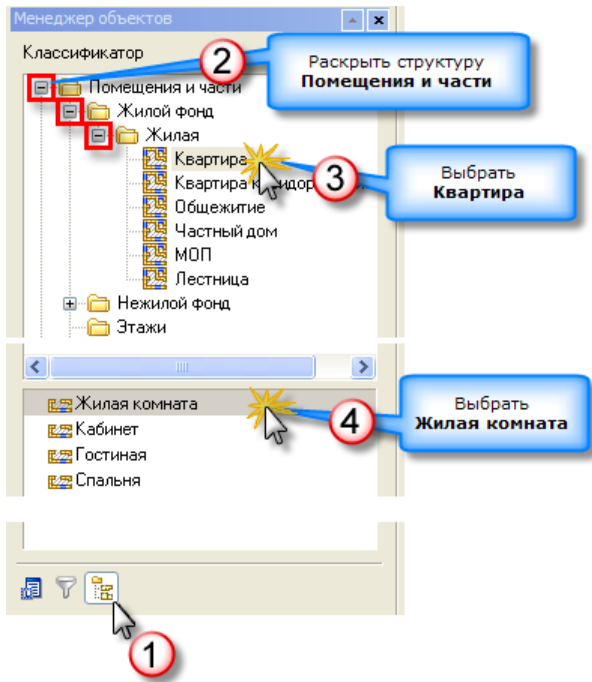 Менеджер объектов
Классификатор
2
Раскрыть структуру
Помещения и части
Помещения и части
Жилой фонд
Жилая
Квартира
3
Выбрать
Квартира
Квартира
Общежитие
Частный дом
МОП
Лестница
Нежилой фонд
Этажи
Жилая комната
4
Выбрать
Жилая комната
Кабинет
Гостиная
Спальня
1